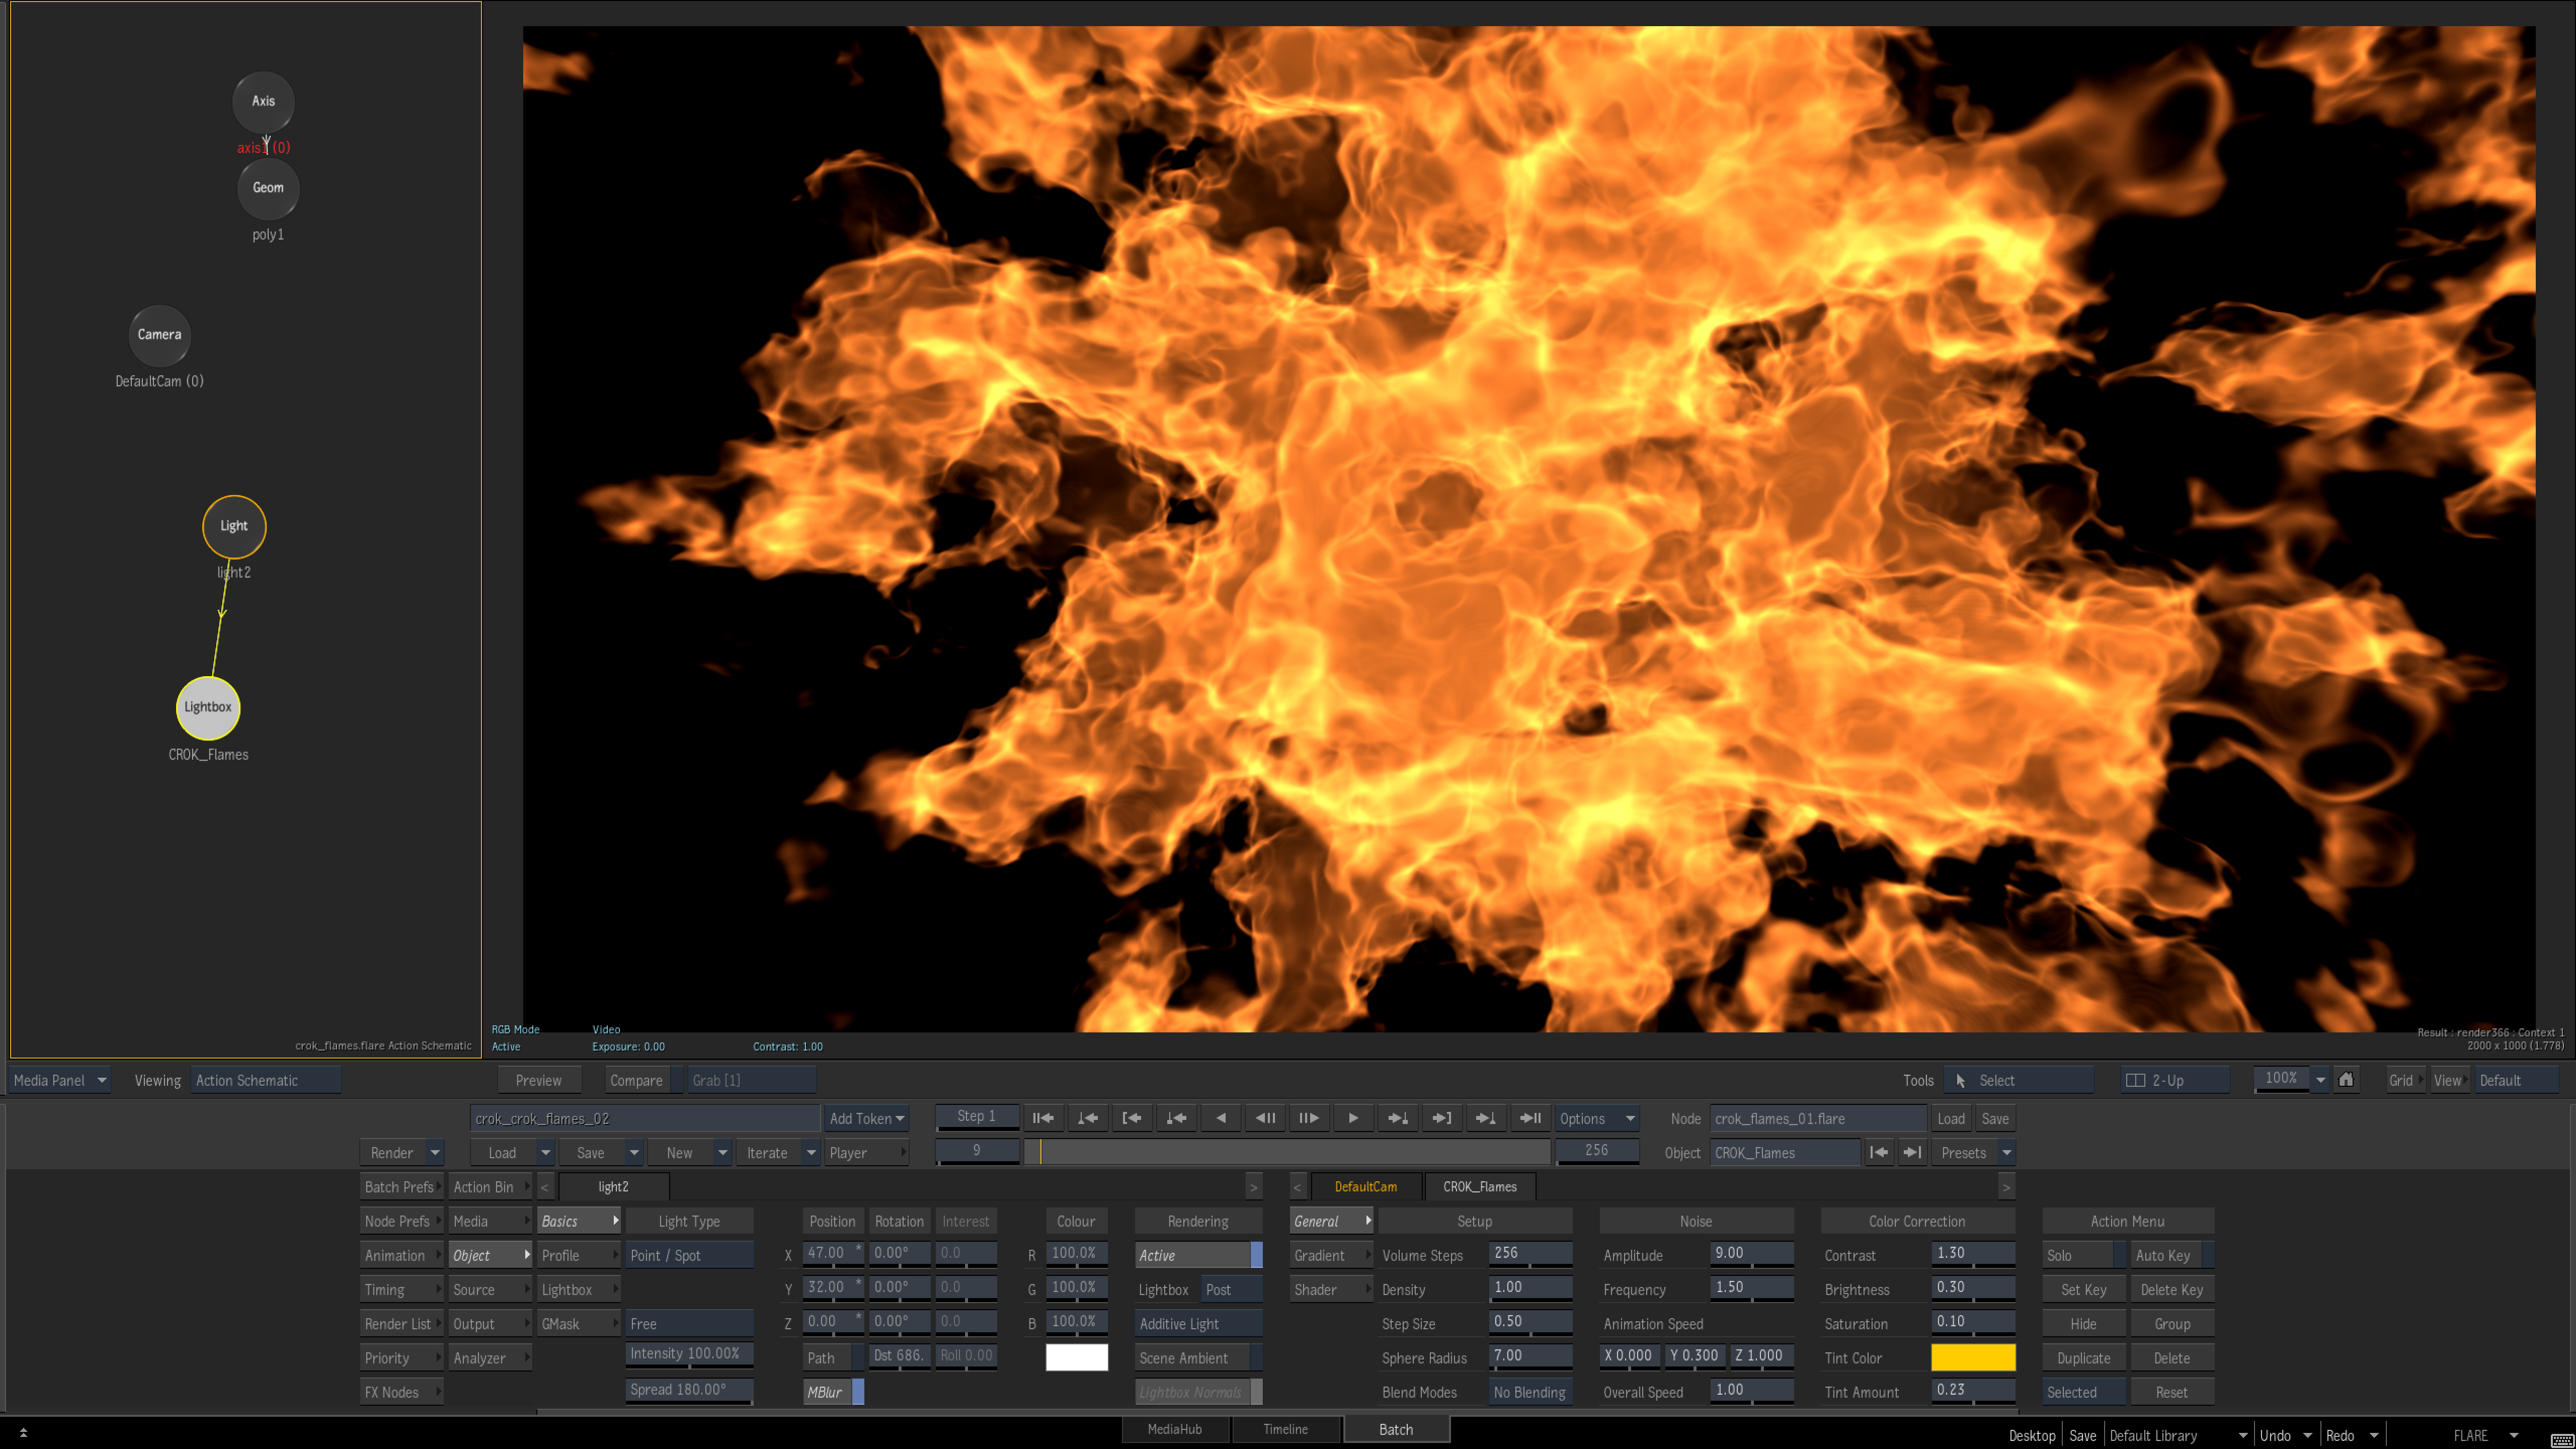 Axis
axis1 (0)
Geom
poly1
Camera
DefaultCam (0)
Light
light2
Lightbox
CROK_Flames
crok_flames.flare Action Schematic
RGB Mode Video
Active Exposure: 0.00 Contrast: 1.00
Result : render366 : Context 1
2000 x 1000 (1.778)
Media Panel Viewing Action Schematic Preview Compare Grab [1] Tools Select 2-Up 100% Grid View Default
crok_crok_flames_02 Add Token Step 1 Options Node crok_flames_01.flare Load Save
Render Load Save New Iterate Player 9 256 Object CROK_Flames Presets
Batch Prefs Action Bin < light2 > < DefaultCam CROK_Flames >
Node Prefs Media Basics Light Type Position Rotation Interest Colour Rendering General Setup Noise Color Correction Action Menu
Animation Object Profile Point / Spot X 47.00 * 0.00° 0.0 R 100.0% Active Gradient Volume Steps 256 Amplitude 9.00 Contrast 1.30 Solo Auto Key
Timing Source Lightbox Y 32.00 * 0.00° 0.0 G 100.0% Lightbox Post Shader Density 1.00 Frequency 1.50 Brightness 0.30 Set Key Delete Key
Render List Output GMask Free Z 0.00 * 0.00° 0.0 B 100.0% Additive Light Step Size 0.50 Animation Speed Saturation 0.10 Hide Group
Priority Analyzer Intensity 100.00% Path Dst 686. Roll 0.00 Scene Ambient Sphere Radius 7.00 X 0.000 Y 0.300 Z 1.000 Tint Color Duplicate Delete
FX Nodes Spread 180.00° MBlur Lightbox Normals Blend Modes No Blending Overall Speed 1.00 Tint Amount 0.23 Selected Reset
MediaHub Timeline Batch Desktop Save Default Library Undo Redo FLARE